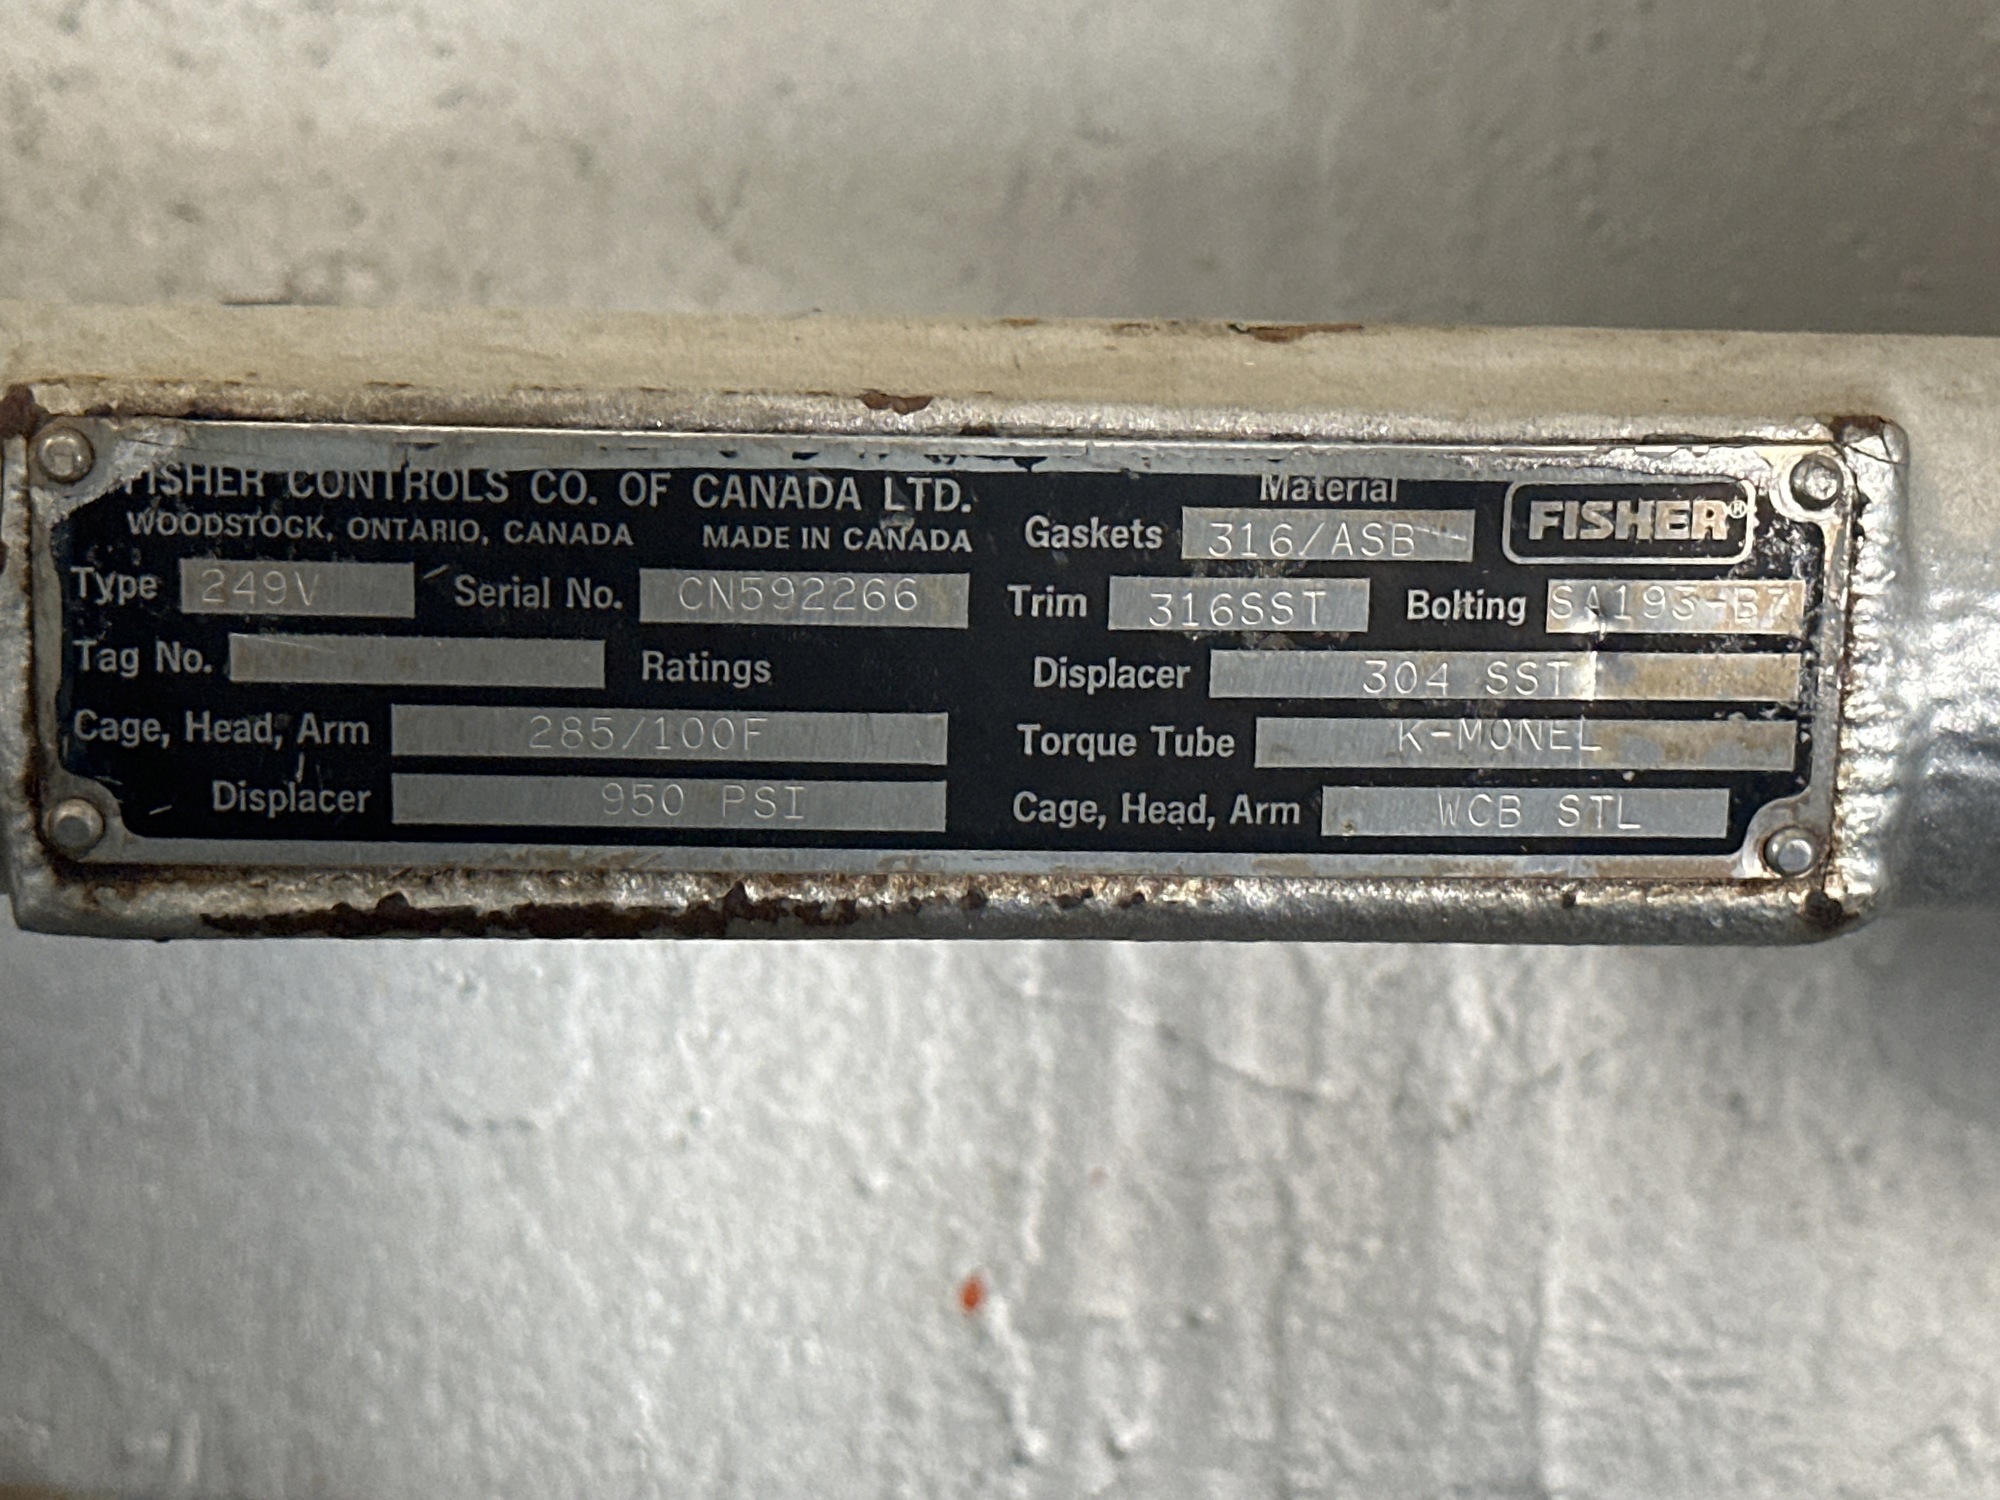 FISHER CONTROLS CO. OF CANADA LTD.
WOODSTOCK, ONTARIO, CANADA MADE IN CANADA
Type 249V Serial No. CN592266
Tag No. Ratings
Cage, Head, Arm 285/100F
Displacer 950 PSI
Material
Gaskets 316/ASB FISHER®
Trim 316SST Bolting SA193-B7
Displacer 304 SST
Torque Tube K-MONEL
Cage, Head, Arm WCB STL